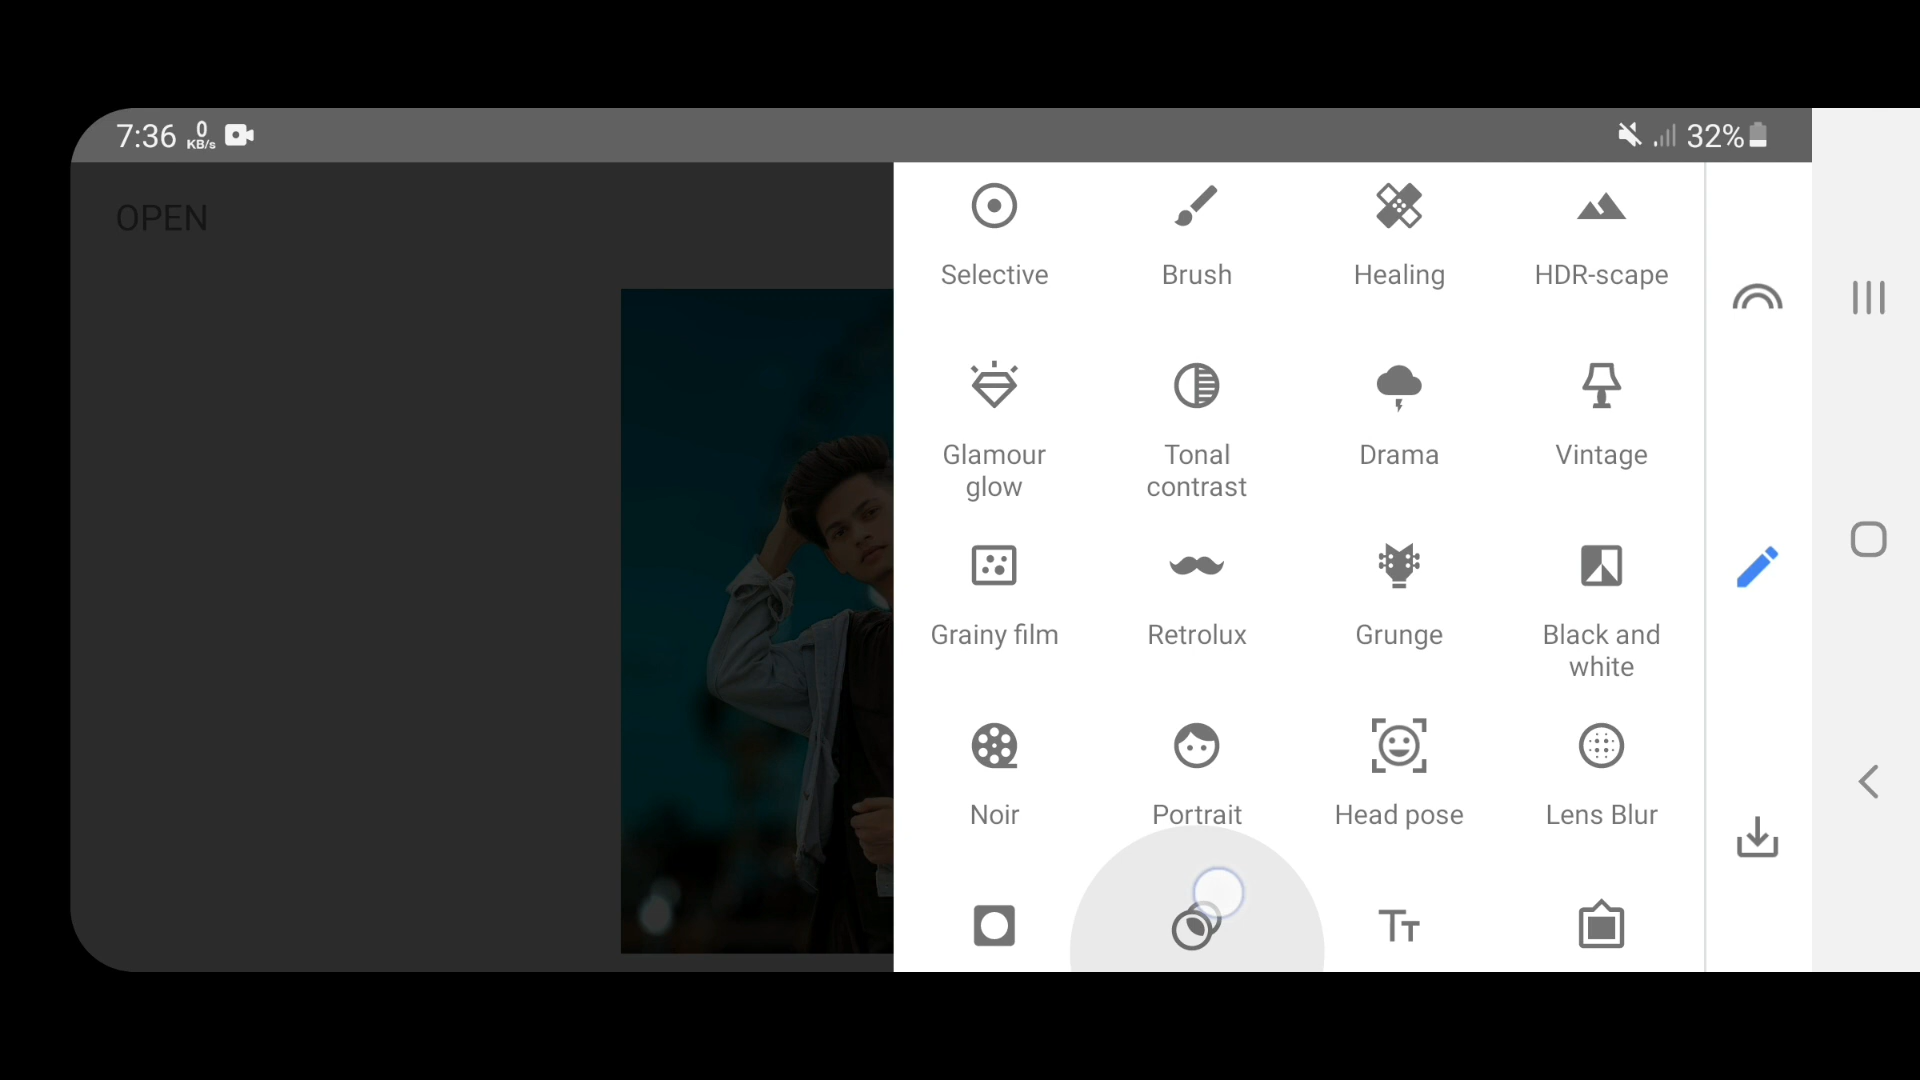 7:36 0 KB/s 32%
OPEN
Selective Brush Healing HDR-scape
Glamour glow Tonal contrast Drama Vintage
Grainy film Retrolux Grunge Black and white
Noir Portrait Head pose Lens Blur
TT